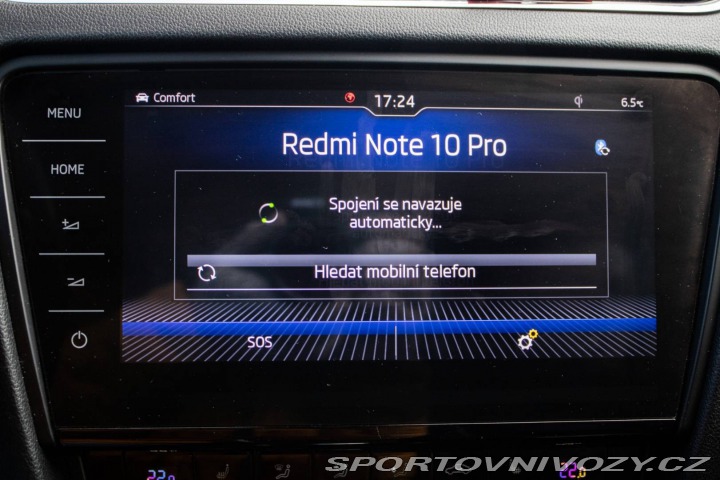 MENU
HOME
Comfort
17:24
6.5°C
Redmi Note 10 Pro
Spojení se navazuje
automaticky...
Hledat mobilní telefon
SOS
SPORTOVNIVOZY.CZ